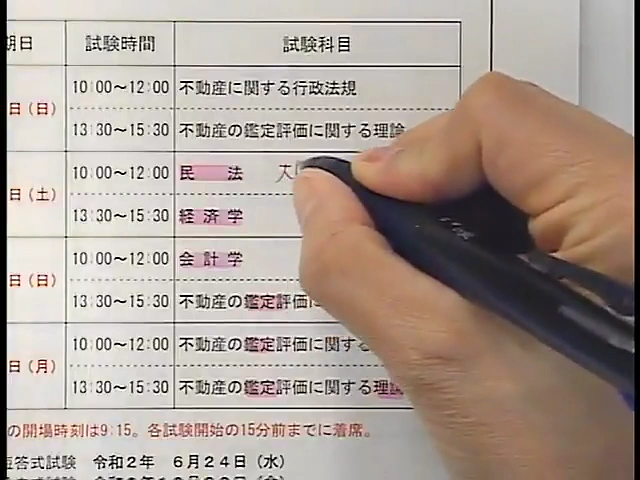 期日 試験時間 試験科目
日(日) 10:00〜12:00 不動産に関する行政法規
13:30〜15:30 不動産の鑑定評価に関する理論
日(土) 10:00〜12:00 民 法 大
13:30〜15:30 経 済 学
日(日) 10:00〜12:00 会 計 学
13:30〜15:30 不動産の鑑定評価に
日(月) 10:00〜12:00 不動産の鑑定評価に関する
13:30〜15:30 不動産の鑑定評価に関する理論
の開場時刻は9:15。各試験開始の15分前までに着席。
短答式試験 令和2年 6月24日(水)